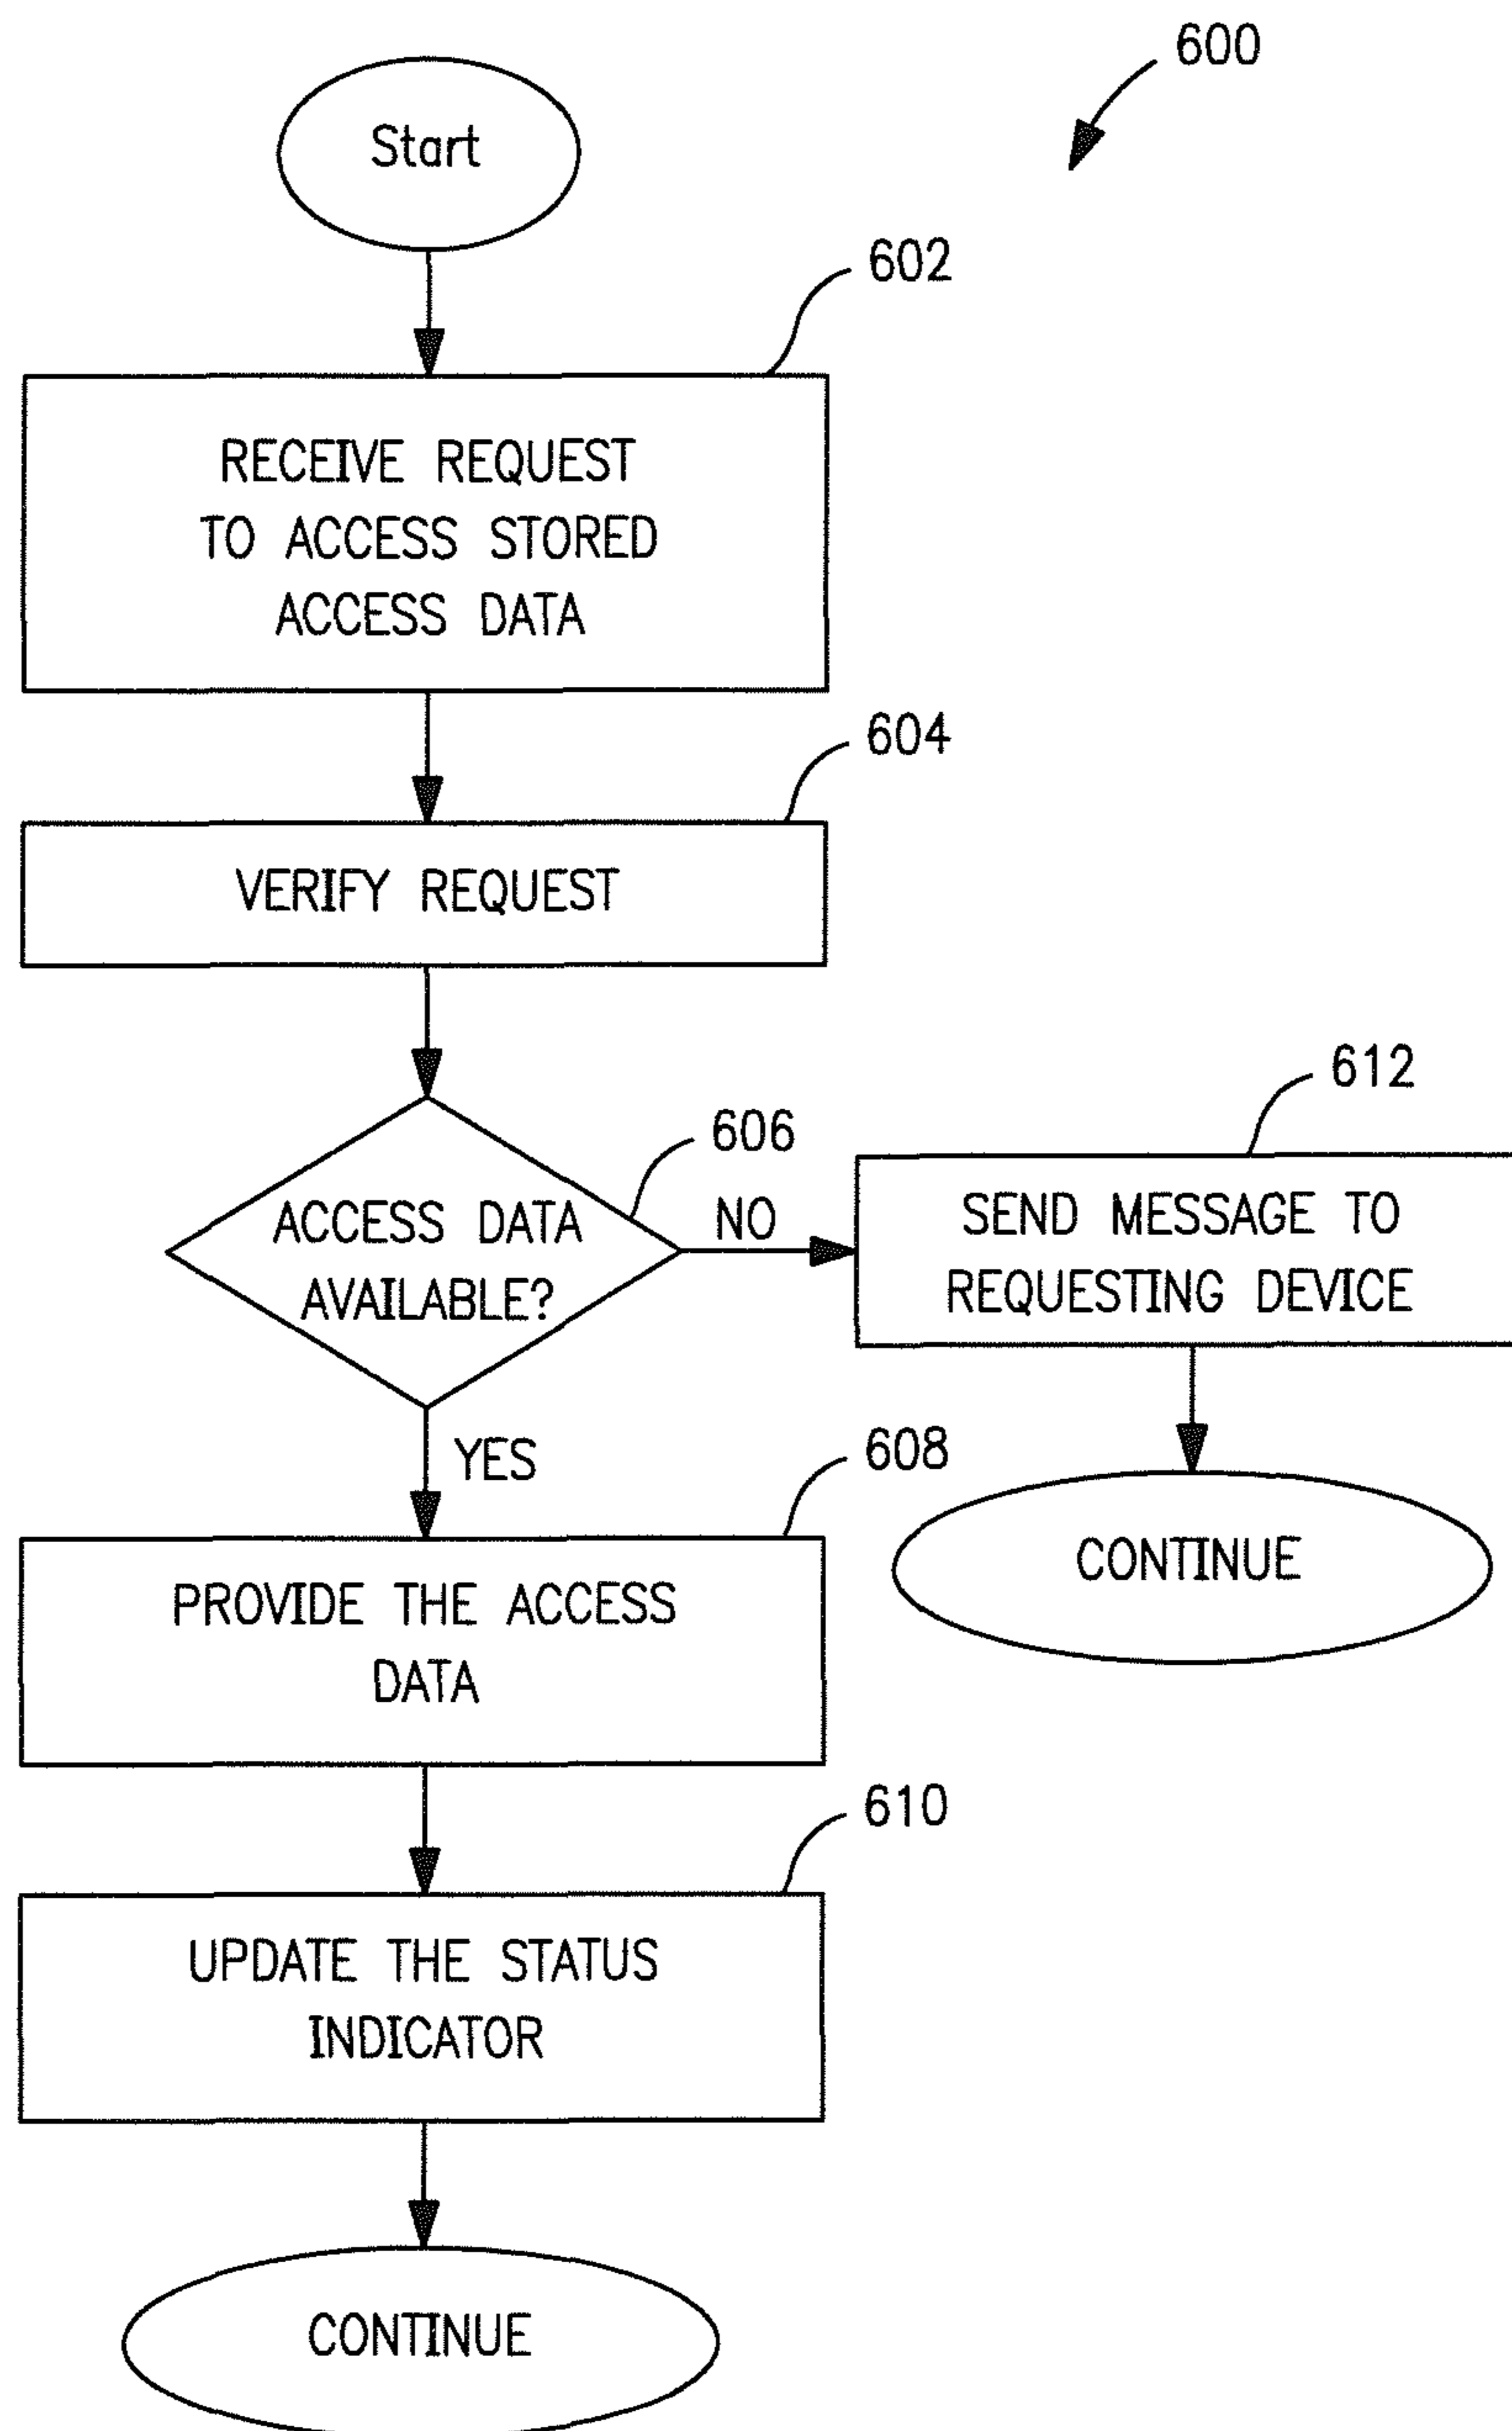 600
Start
602
RECEIVE REQUEST
TO ACCESS STORED
ACCESS DATA
604
VERIFY REQUEST
606
ACCESS DATA
AVAILABLE?
NO
612
SEND MESSAGE TO
REQUESTING DEVICE
CONTINUE
YES
608
PROVIDE THE ACCESS
DATA
610
UPDATE THE STATUS
INDICATOR
CONTINUE